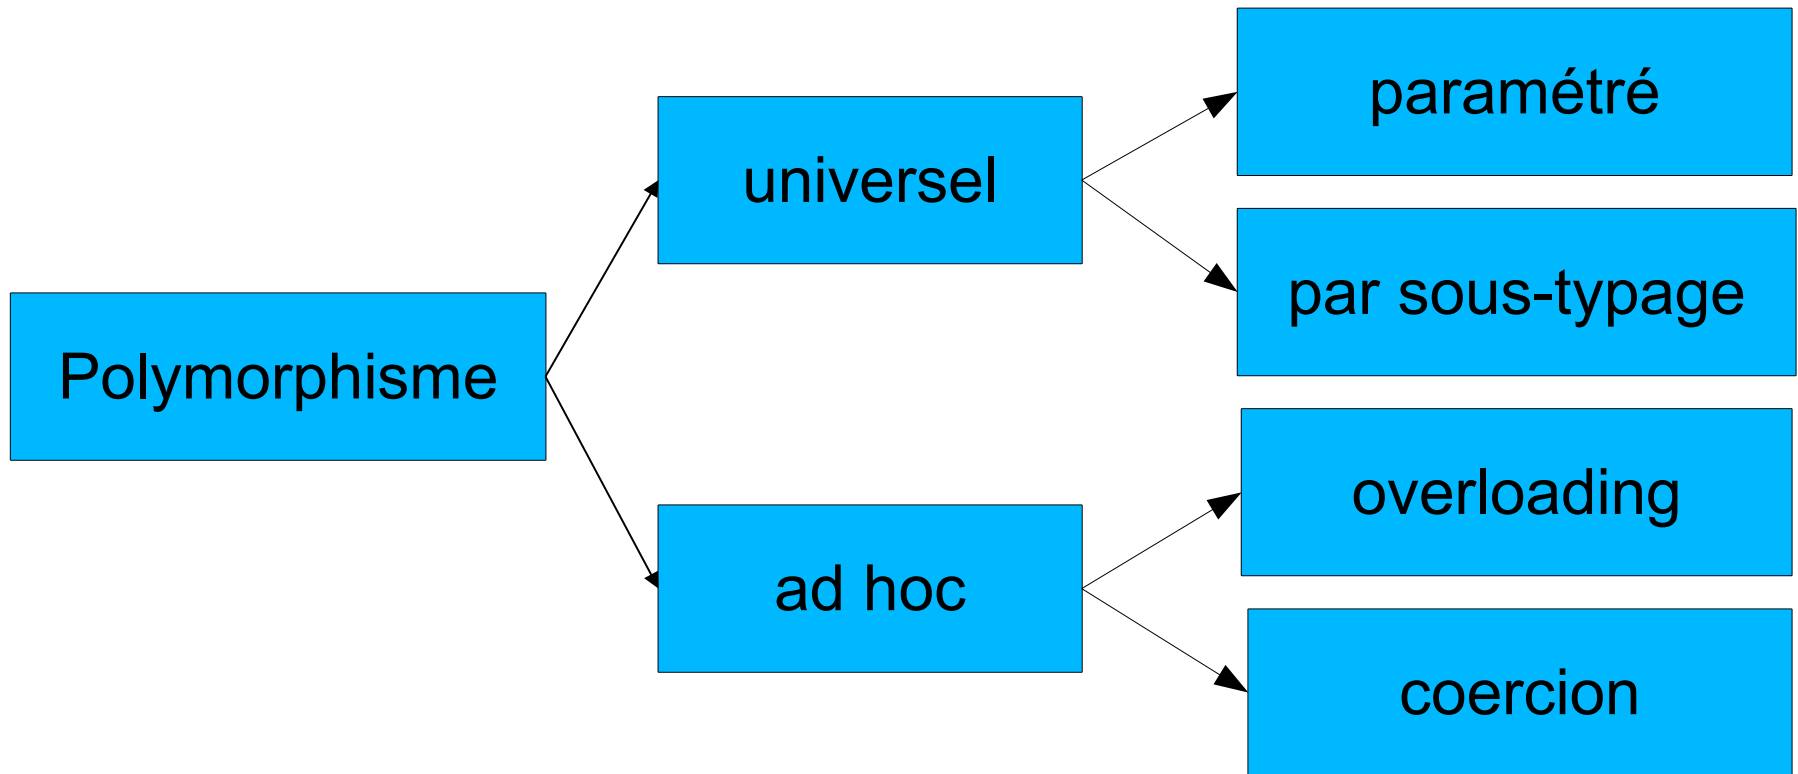 Polymorphisme
universel
ad hoc
paramétré
par sous-typage
overloading
coercion